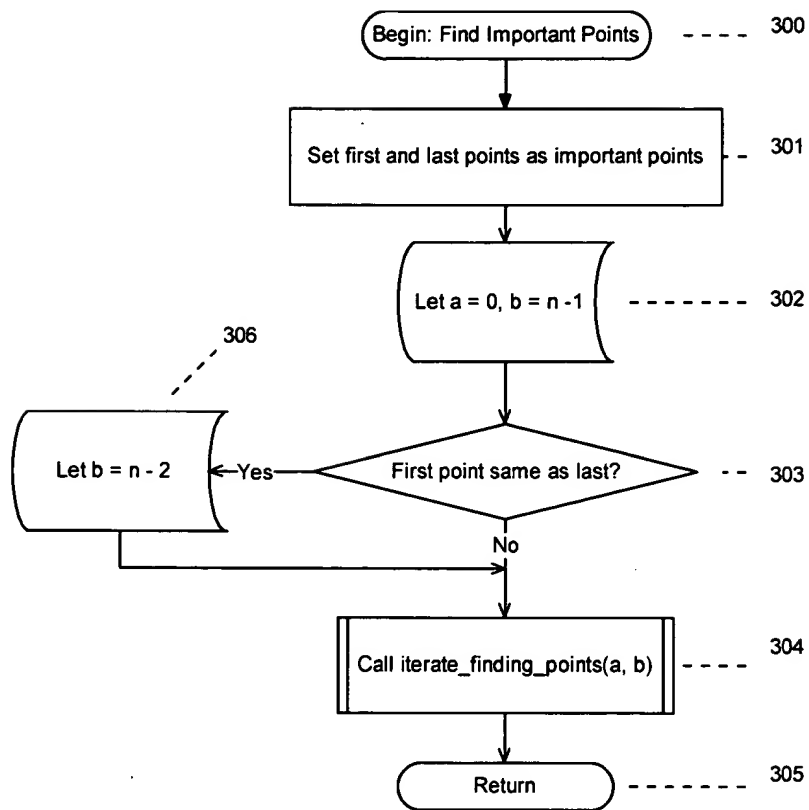 Begin: Find Important Points
300
Set first and last points as important points
301
Let a = 0, b = n -1
302
306
Let b = n - 2
Yes
First point same as last?
303
No
Call iterate_finding_points(a, b)
304
Return
305